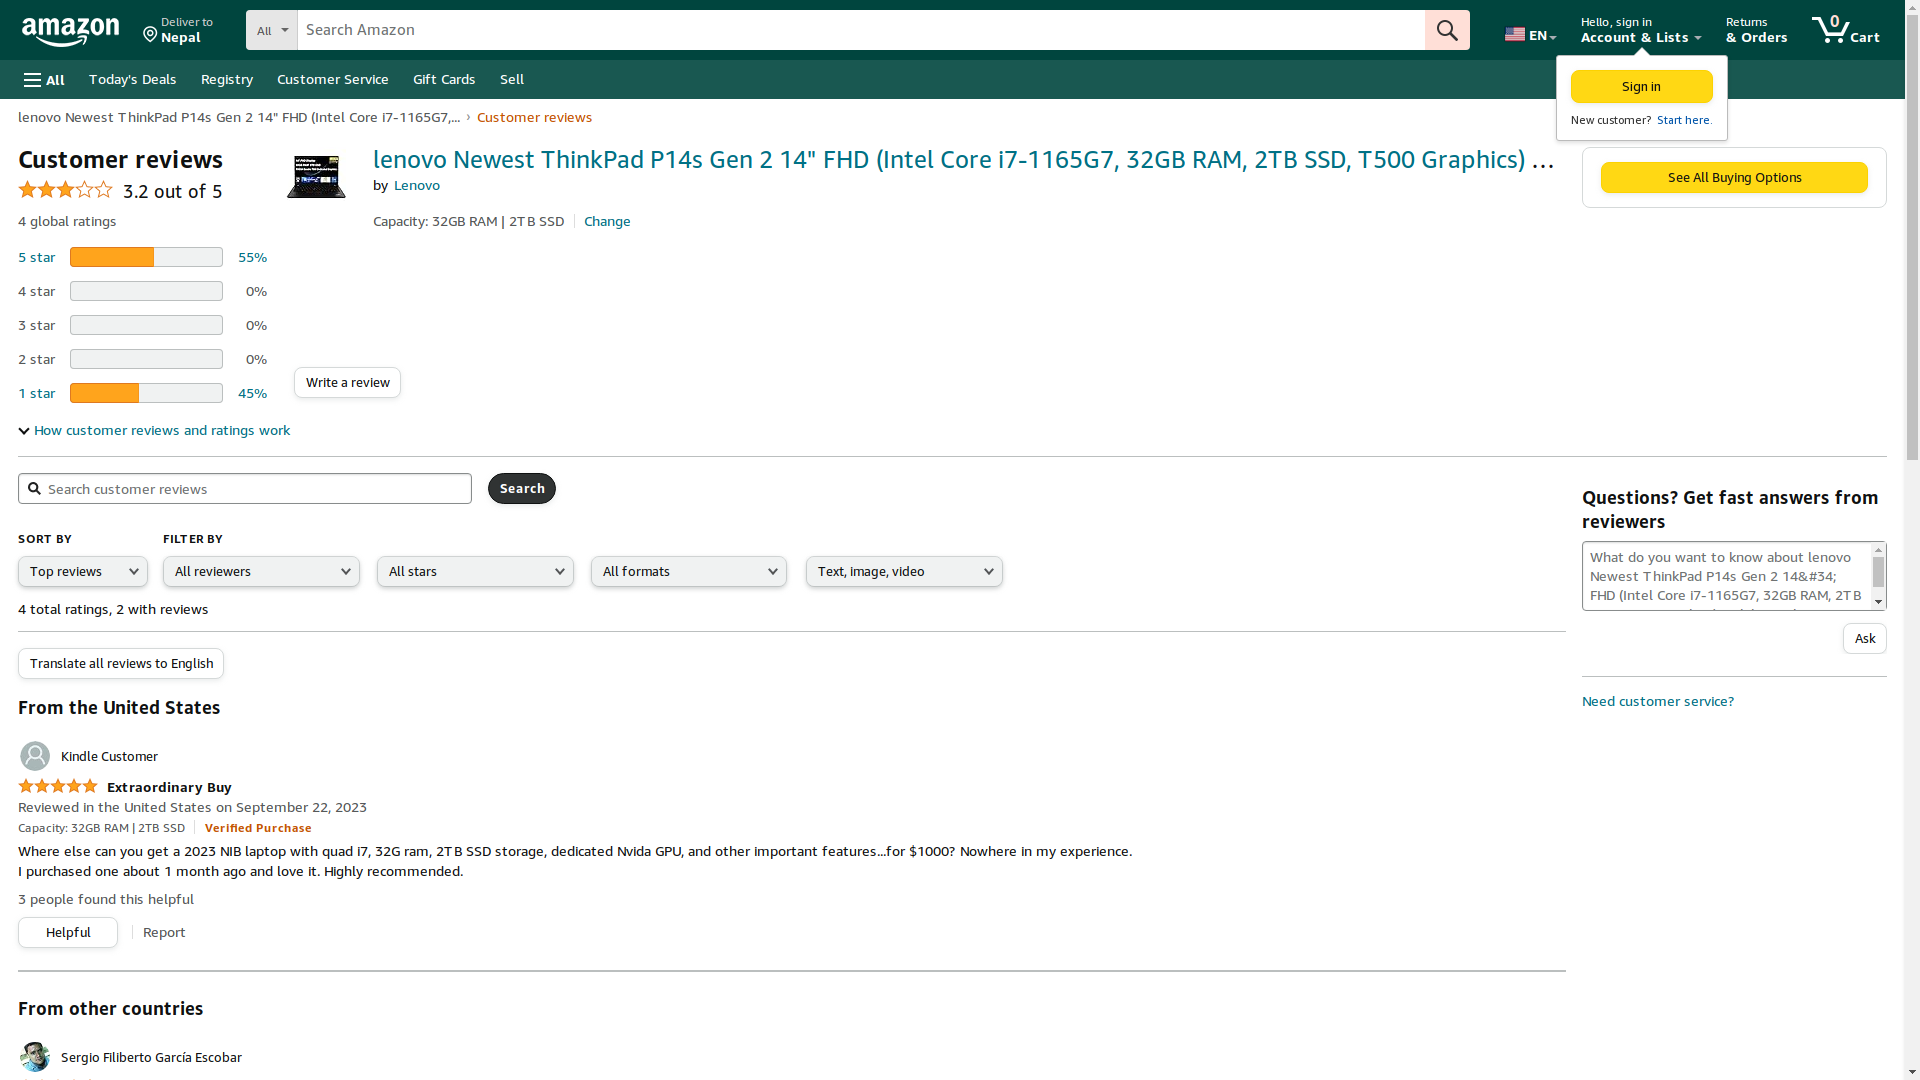 amazon
Deliver to
Nepal
All
Search Amazon
EN
Hello, sign in
Account & Lists
Returns
& Orders
0
Cart
All
Today's Deals
Registry
Customer Service
Gift Cards
Sell
Sign in
New customer? Start here.
lenovo Newest ThinkPad P14s Gen 2 14" FHD (Intel Core i7-1165G7,... › Customer reviews
Customer reviews
3.2 out of 5
4 global ratings
5 star 55%
4 star 0%
3 star 0%
2 star 0%
1 star 45%
How customer reviews and ratings work
lenovo Newest ThinkPad P14s Gen 2 14" FHD (Intel Core i7-1165G7, 32GB RAM, 2TB SSD, T500 Graphics) …
by Lenovo
Capacity: 32GB RAM | 2TB SSD | Change
Write a review
See All Buying Options
Search customer reviews
Search
SORT BY
FILTER BY
Top reviews
All reviewers
All stars
All formats
Text, image, video
4 total ratings, 2 with reviews
Translate all reviews to English
From the United States
Kindle Customer
Extraordinary Buy
Reviewed in the United States on September 22, 2023
Capacity: 32GB RAM | 2TB SSD | Verified Purchase
Where else can you get a 2023 NIB laptop with quad i7, 32G ram, 2TB SSD storage, dedicated Nvida GPU, and other important features...for $1000? Nowhere in my experience.
I purchased one about 1 month ago and love it. Highly recommended.
3 people found this helpful
Helpful
Report
From other countries
Sergio Filiberto García Escobar
Questions? Get fast answers from
reviewers
What do you want to know about lenovo
Newest ThinkPad P14s Gen 2 14&#34;
FHD (Intel Core i7-1165G7, 32GB RAM, 2TB
Ask
Need customer service?